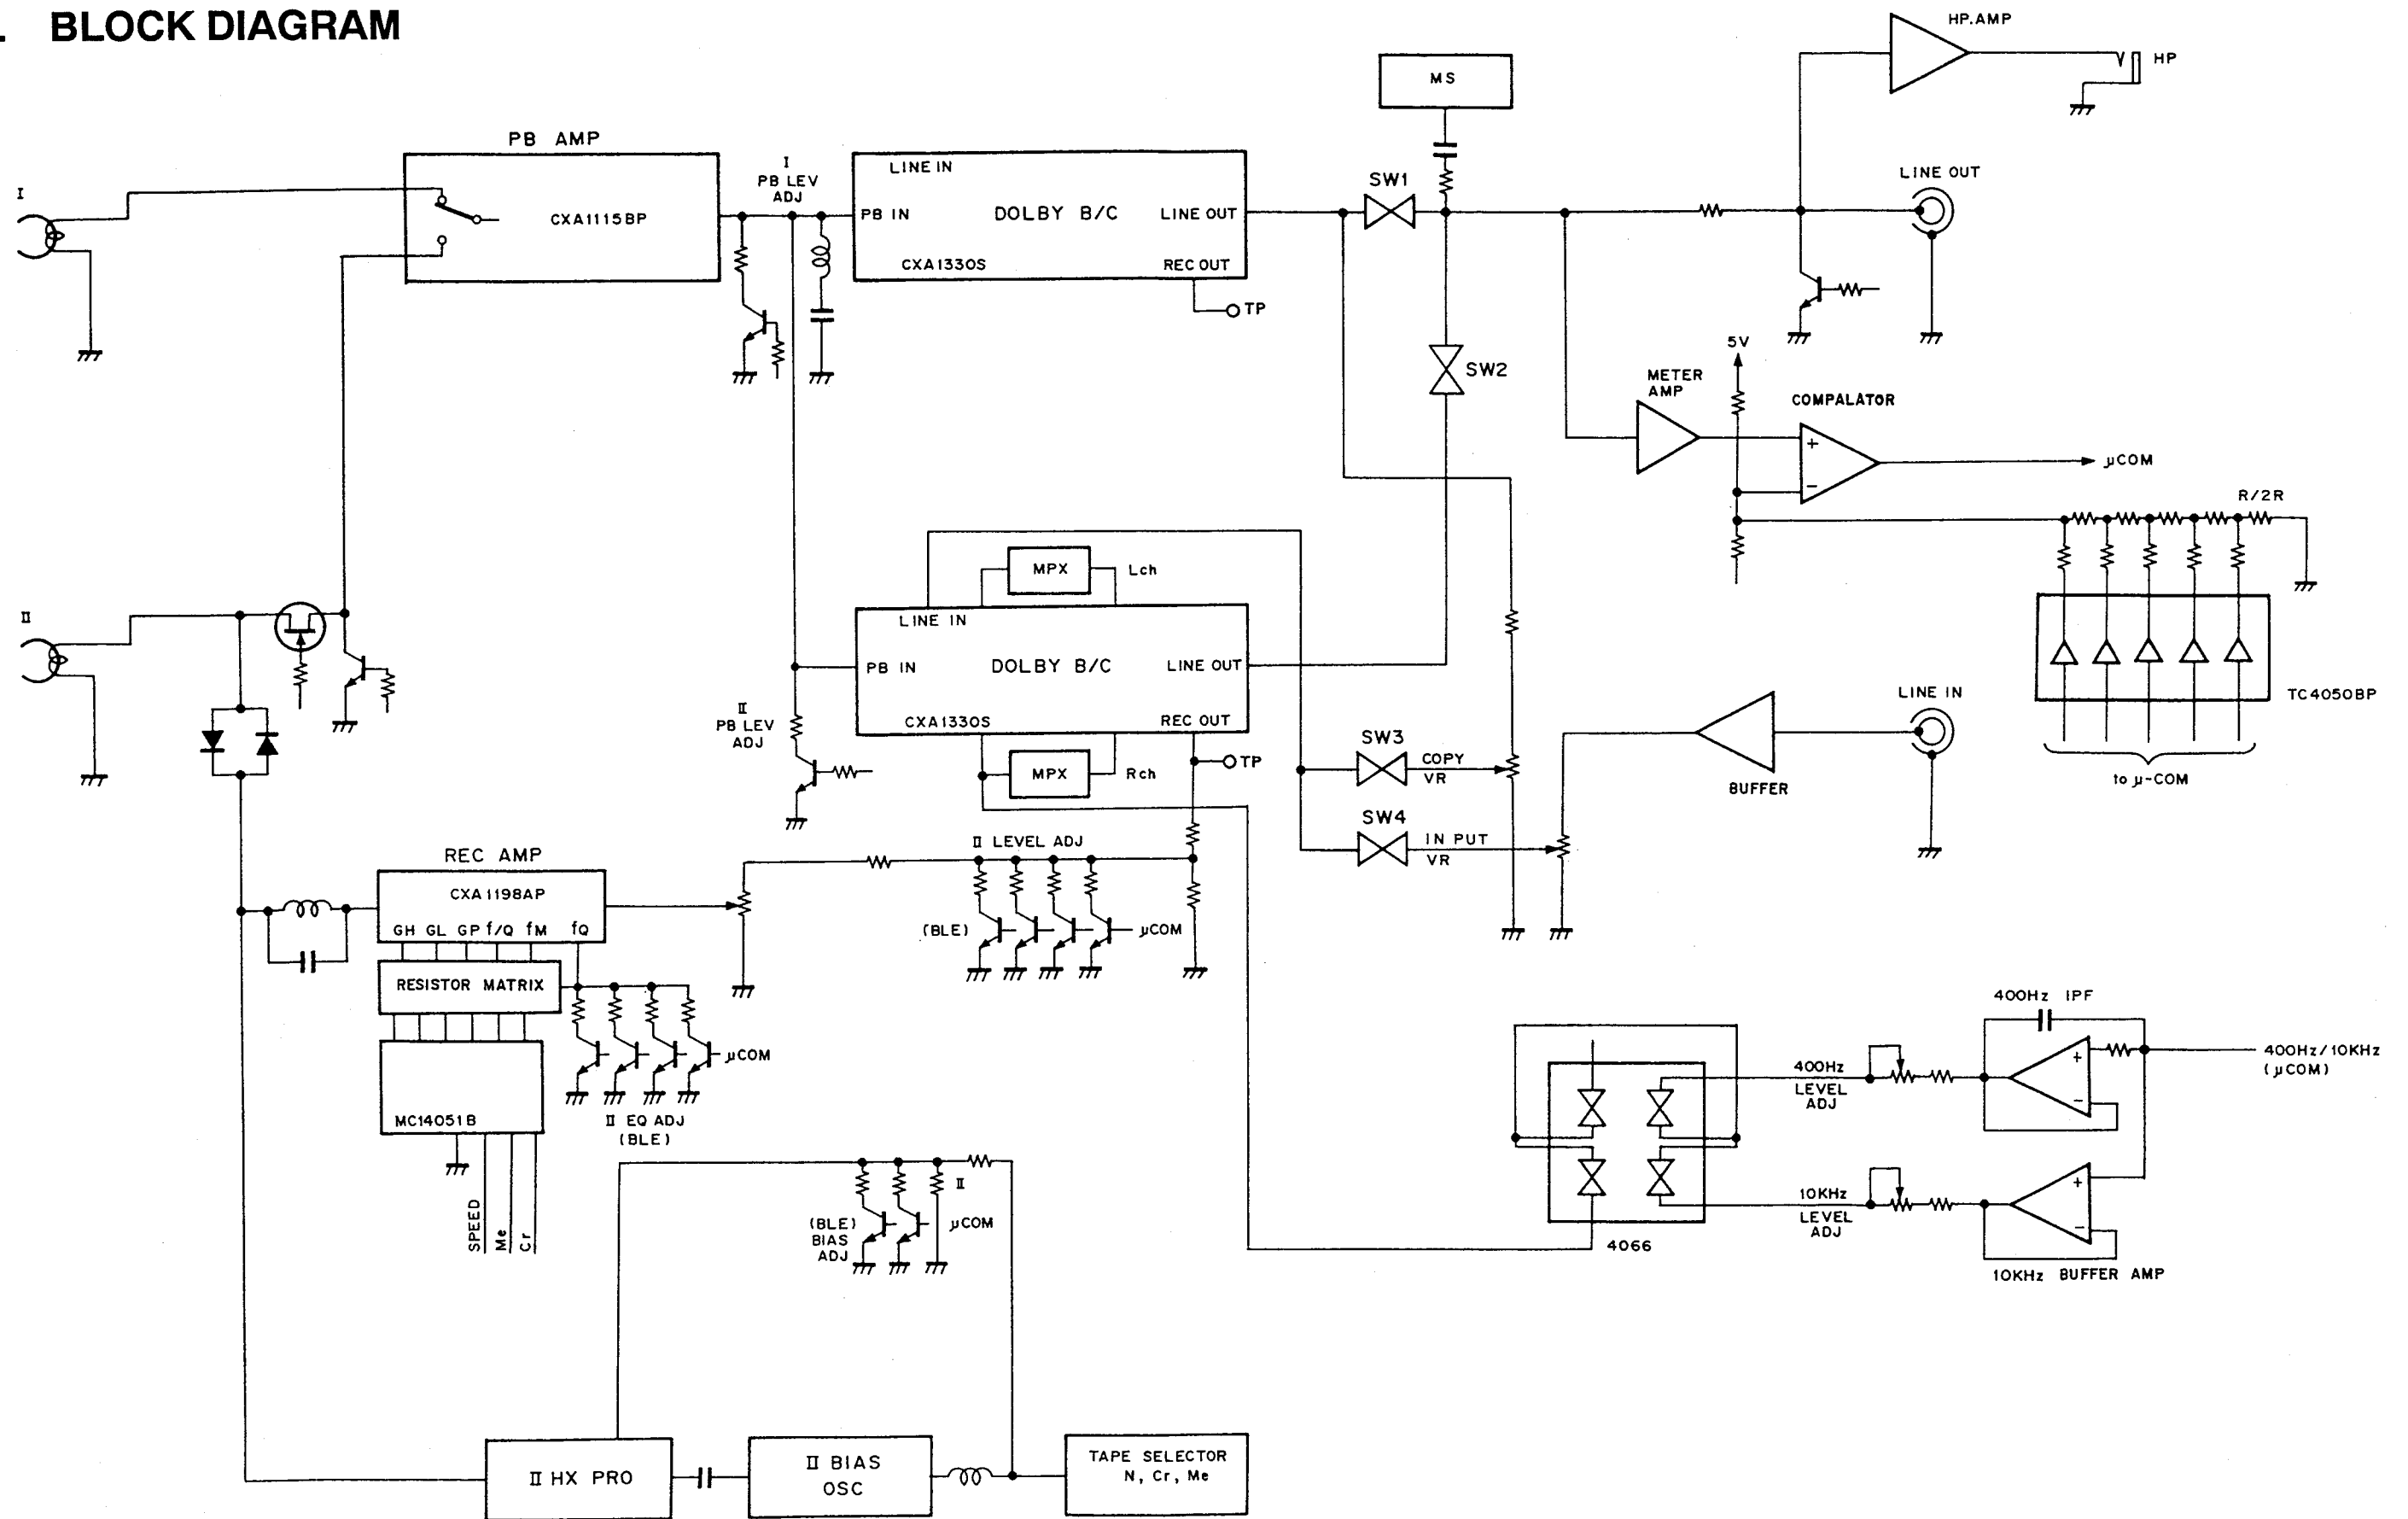 BLOCK DIAGRAM
HP.AMP
HP
MS
PB AMP
I
PB LEV
ADJ
LINE IN
I
CXA1115BP
PB IN
DOLBY B/C
LINE OUT
CXA1330S
REC OUT
TP
SW1
LINE OUT
SW2
5V
METER
AMP
COMPALATOR
+
−
μCOM
R/2R
MPX
Lch
II
LINE IN
PB IN
DOLBY B/C
LINE OUT
CXA1330S
REC OUT
II
PB LEV
ADJ
MPX
Rch
TP
SW3
COPY
VR
SW4
IN PUT
VR
BUFFER
LINE IN
TC4050BP
to μ-COM
REC AMP
CXA1198AP
GH GL GP f/Q fM fQ
RESISTOR MATRIX
MC14051B
SPEED
Me
Cr
μCOM
II EQ ADJ
(BLE)
II LEVEL ADJ
(BLE)
μCOM
II
(BLE)
BIAS
ADJ
μCOM
400Hz IPF
+
−
400Hz/10KHz
(μCOM)
400Hz
LEVEL
ADJ
10KHz
LEVEL
ADJ
+
−
4066
10KHz BUFFER AMP
II HX PRO
II BIAS
OSC
TAPE SELECTOR
N, Cr, Me